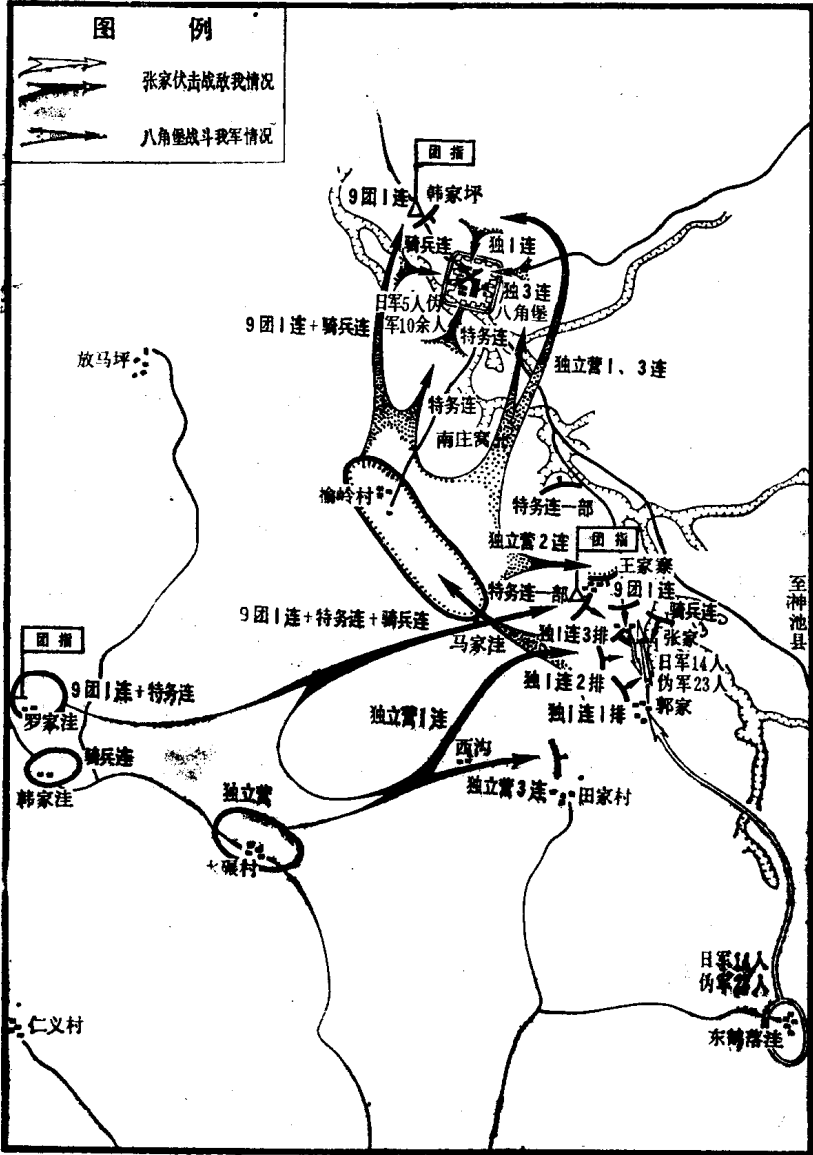 图 例
张家伏击战敌我情况
八角堡战斗我军情况
团指
9团1连
韩家坪
骑兵连
独1连
日军5人伪
军10余人
独3连
八角堡
特务连
9团1连+骑兵连
放马坪
独立营1、3连
特务连
南庄窝
榆岭村
特务连一部
独立营2连
团指
王家寨
至神池县
特务连一部
9团1连
骑兵连
9团1连+特务连+骑兵连
马家洼
独1连3排
张家
日军14人
伪军23人
团指
9团1连+特务连
独1连2排
罗家洼
独立营1连
独1连1排
郭家
骑兵连
西沟
韩家洼
独立营
独立营3连
田家村
碾村
日军14人
伪军23人
仁义村
东鹤落洼